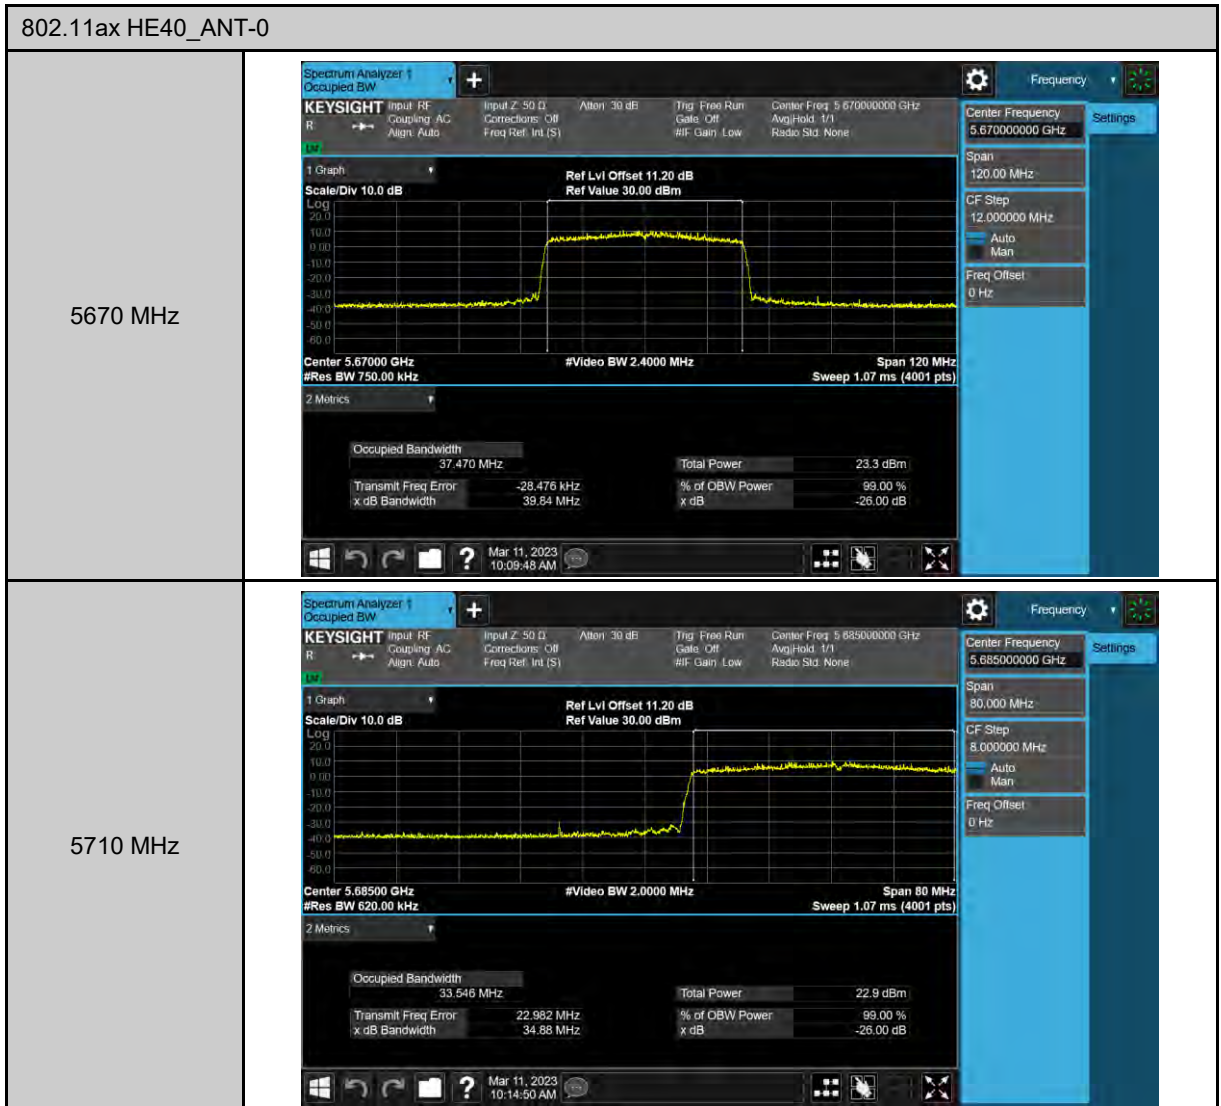 802.11ax HE40_ANT-0
5670 MHz
Spectrum Analyzer 1
Occupied BW
+
Frequency
KEYSIGHT
R
Input: RF
Coupling: AC
Align: Auto
Input Z: 50 Ω
Corrections: Off
Freq Ref: Int (S)
Atten: 30 dB
Trig: Free Run
Gate: Off
#IF Gain: Low
Center Freq: 5.670000000 GHz
Avg|Hold: 1/1
Radio Std: None
Center Frequency
5.670000000 GHz
Settings
Span
120.00 MHz
CF Step
12.000000 MHz
Auto
Man
Freq Offset
0 Hz
1 Graph
Scale/Div 10.0 dB
Ref Lvl Offset 11.20 dB
Ref Value 30.00 dBm
Log
20.0
10.0
0.00
-10.0
-20.0
-30.0
-40.0
-50.0
-60.0
Center 5.67000 GHz
#Video BW 2.4000 MHz
Span 120 MHz
#Res BW 750.00 kHz
Sweep 1.07 ms (4001 pts)
2 Metrics
Occupied Bandwidth
37.470 MHz
Total Power 23.3 dBm
Transmit Freq Error -28.476 kHz
% of OBW Power 99.00 %
x dB Bandwidth 39.84 MHz
x dB -26.00 dB
?
Mar 11, 2023
10:09:48 AM
5710 MHz
Spectrum Analyzer 1
Occupied BW
+
Frequency
KEYSIGHT
R
Input: RF
Coupling: AC
Align: Auto
Input Z: 50 Ω
Corrections: Off
Freq Ref: Int (S)
Atten: 30 dB
Trig: Free Run
Gate: Off
#IF Gain: Low
Center Freq: 5.685000000 GHz
Avg|Hold: 1/1
Radio Std: None
Center Frequency
5.685000000 GHz
Settings
Span
80.000 MHz
CF Step
8.000000 MHz
Auto
Man
Freq Offset
0 Hz
1 Graph
Scale/Div 10.0 dB
Ref Lvl Offset 11.20 dB
Ref Value 30.00 dBm
Log
20.0
10.0
0.00
-10.0
-20.0
-30.0
-40.0
-50.0
-60.0
Center 5.68500 GHz
#Video BW 2.0000 MHz
Span 80 MHz
#Res BW 620.00 kHz
Sweep 1.07 ms (4001 pts)
2 Metrics
Occupied Bandwidth
33.546 MHz
Total Power 22.9 dBm
Transmit Freq Error 22.982 MHz
% of OBW Power 99.00 %
x dB Bandwidth 34.88 MHz
x dB -26.00 dB
?
Mar 11, 2023
10:14:50 AM